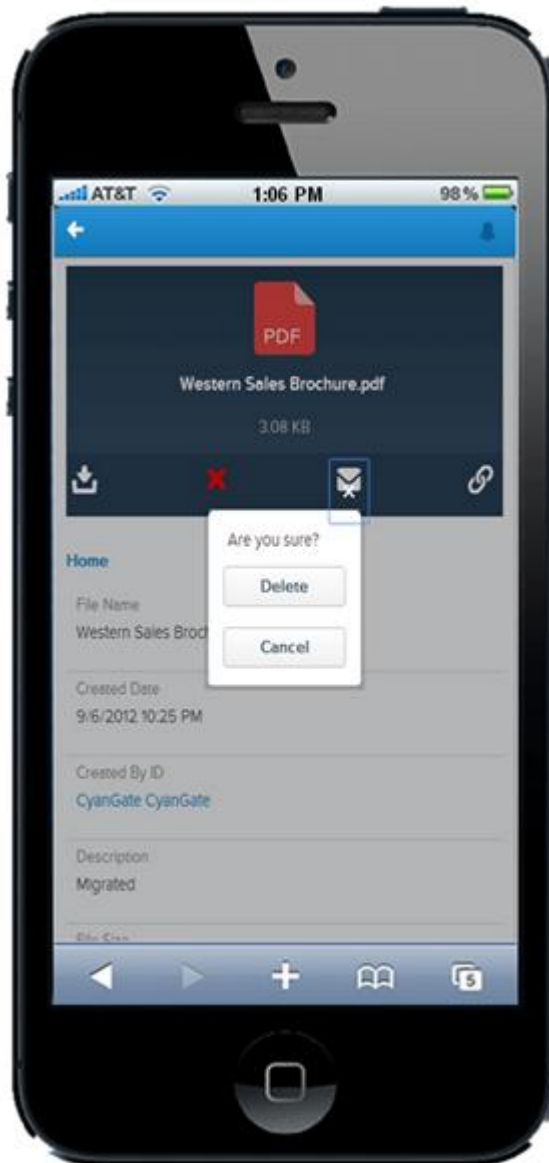 AT&T 1:06 PM 98%
PDF
Western Sales Brochure.pdf
3.08 KB
Are you sure?
Delete
Cancel
Home
File Name
Western Sales Broch
Created Date
9/6/2012 10:25 PM
Created By ID
CyanGate CyanGate
Description
Migrated
File Size
5